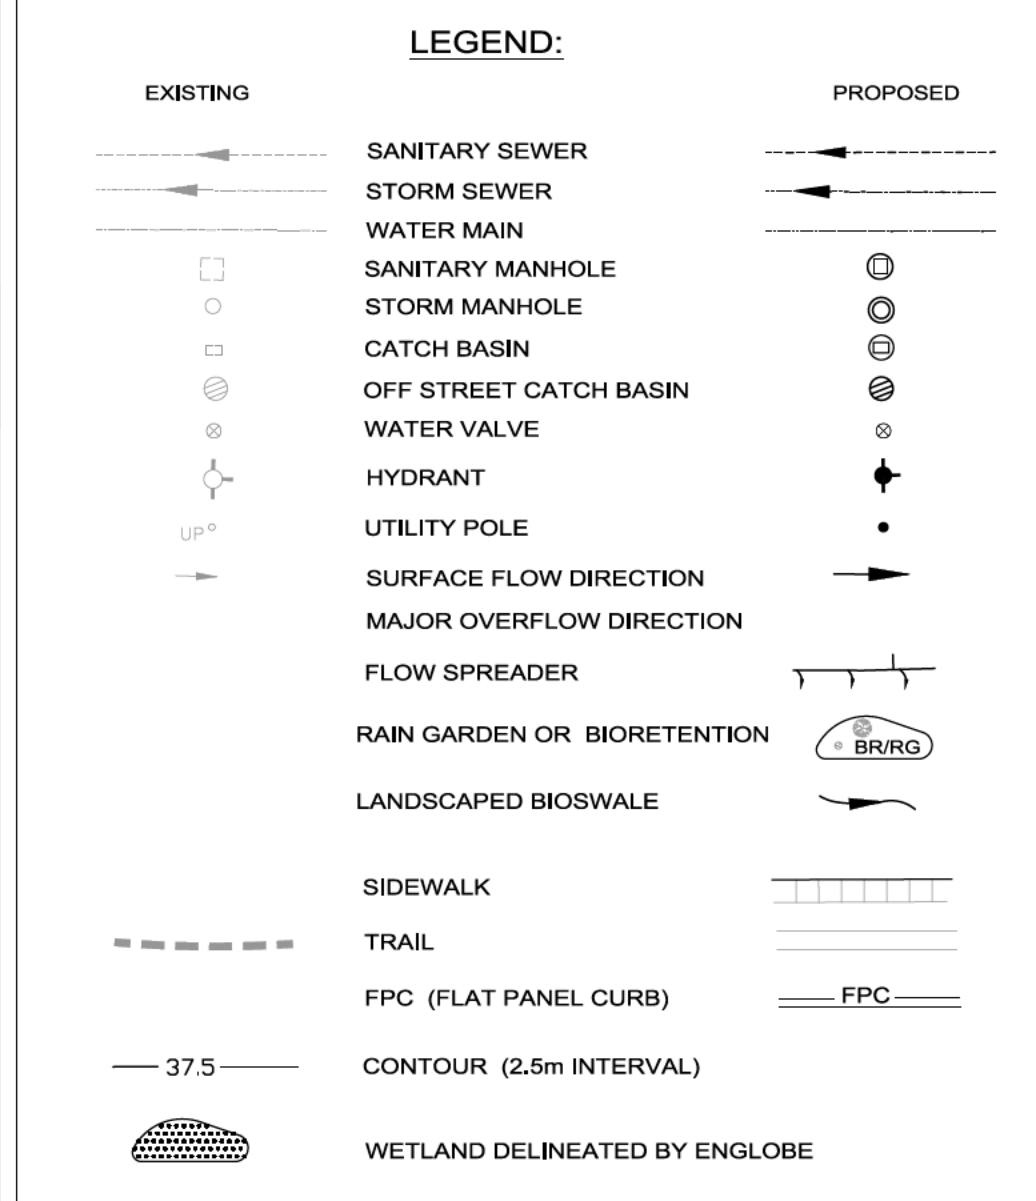 LEGEND:
EXISTING PROPOSED
SANITARY SEWER
STORM SEWER
WATER MAIN
SANITARY MANHOLE
STORM MANHOLE
CATCH BASIN
OFF STREET CATCH BASIN
WATER VALVE
HYDRANT
UP UTILITY POLE
SURFACE FLOW DIRECTION
MAJOR OVERFLOW DIRECTION
FLOW SPREADER
RAIN GARDEN OR BIORETENTION BR/RG
LANDSCAPED BIOSWALE
SIDEWALK
TRAIL
FPC (FLAT PANEL CURB) FPC
37.5 CONTOUR (2.5m INTERVAL)
WETLAND DELINEATED BY ENGLOBE